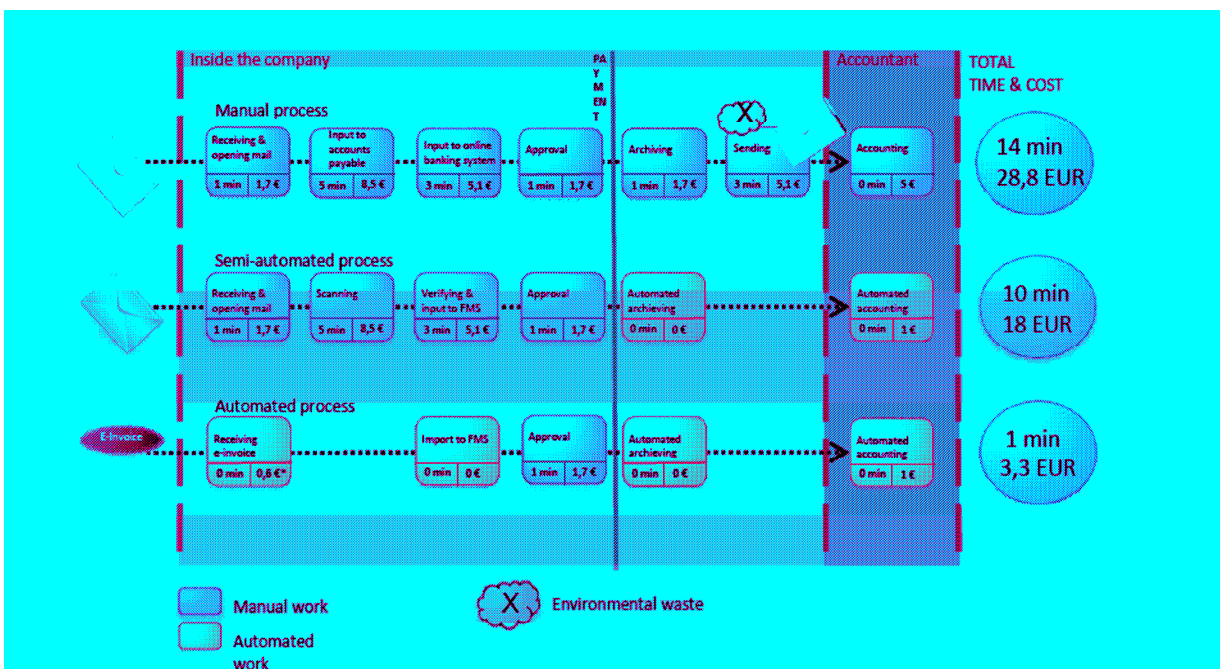 Inside the company
PA
Y
M
EN
T
Accountant
TOTAL
TIME & COST
Manual process
X
Receiving &
opening mail
1 min 1,7 €
Input to
accounts
payable
5 min 8,5 €
Input to online
banking system
3 min 5,1 €
Approval
1 min 1,7 €
Archiving
1 min 1,7 €
Sending
3 min 5,1 €
Accounting
0 min 5 €
14 min
28,8 EUR
Semi-automated process
Receiving &
opening mail
1 min 1,7 €
Scanning
5 min 8,5 €
Verifying &
input to FMS
3 min 5,1 €
Approval
1 min 1,7 €
Automated
archieving
0 min 0 €
Automated
accounting
0 min 1 €
10 min
18 EUR
Automated process
E-Invoice
Receiving
e-invoice
0 min 0,6 €*
Import to FMS
0 min 0 €
Approval
1 min 1,7 €
Automated
archieving
0 min 0 €
Automated
accounting
0 min 1 €
1 min
3,3 EUR
Manual work
X Environmental waste
Automated
work